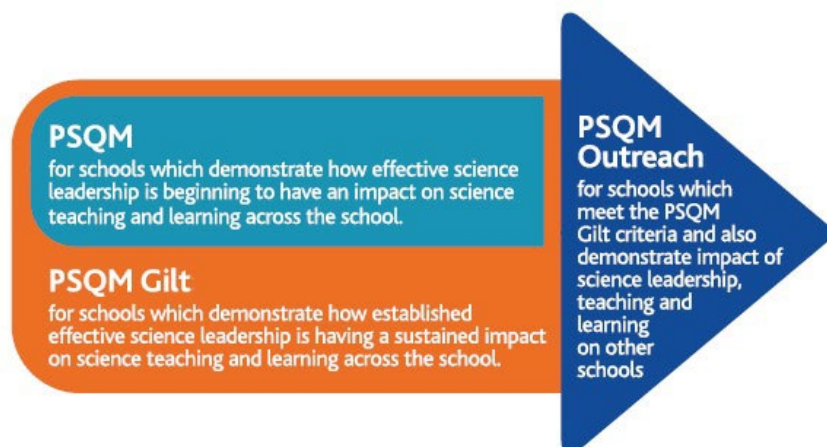 PSQM
for schools which demonstrate how effective science
leadership is beginning to have an impact on science
teaching and learning across the school.
PSQM Gilt
for schools which demonstrate how established
effective science leadership is having a sustained impact
on science teaching and learning across the school.
PSQM
Outreach
for schools which
meet the PSQM
Gilt criteria and also
demonstrate impact of
science leadership,
teaching and
learning
on other
schools